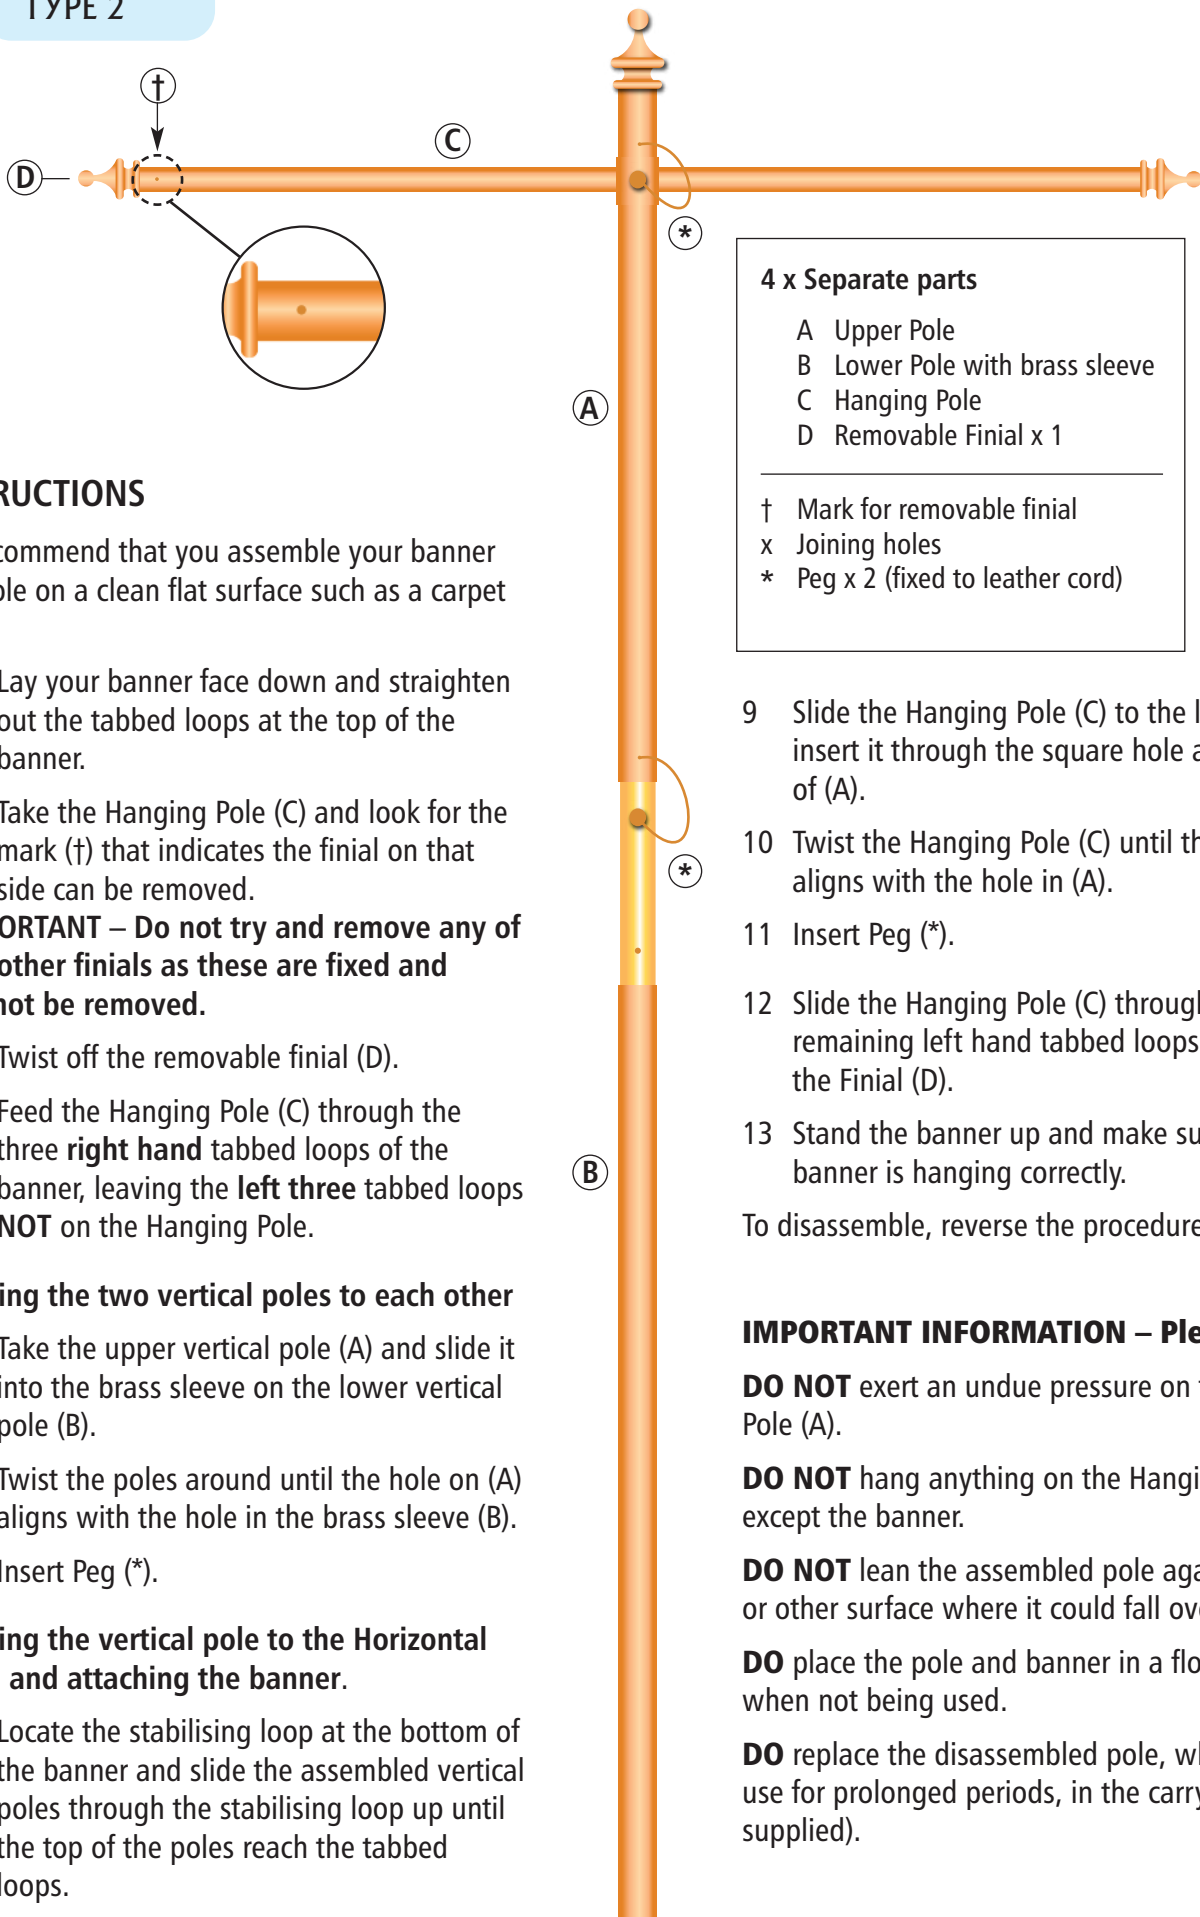 TYPE 2
†
C
D
*
A
*
B
4 x Separate parts
A Upper Pole
B Lower Pole with brass sleeve
C Hanging Pole
D Removable Finial x 1
† Mark for removable finial
x Joining holes
* Peg x 2 (fixed to leather cord)
RUCTIONS
commend that you assemble your banner
ole on a clean flat surface such as a carpet
Lay your banner face down and straighten
out the tabbed loops at the top of the
banner.
Take the Hanging Pole (C) and look for the
mark (†) that indicates the finial on that
side can be removed.
ORTANT – Do not try and remove any of
other finials as these are fixed and
not be removed.
Twist off the removable finial (D).
Feed the Hanging Pole (C) through the
three right hand tabbed loops of the
banner, leaving the left three tabbed loops
NOT on the Hanging Pole.
ing the two vertical poles to each other
Take the upper vertical pole (A) and slide it
into the brass sleeve on the lower vertical
pole (B).
Twist the poles around until the hole on (A)
aligns with the hole in the brass sleeve (B).
Insert Peg (*).
ing the vertical pole to the Horizontal
and attaching the banner.
Locate the stabilising loop at the bottom of
the banner and slide the assembled vertical
poles through the stabilising loop up until
the top of the poles reach the tabbed
loops.
9 Slide the Hanging Pole (C) to the l
insert it through the square hole a
of (A).
10 Twist the Hanging Pole (C) until th
aligns with the hole in (A).
11 Insert Peg (*).
12 Slide the Hanging Pole (C) through
remaining left hand tabbed loops
the Finial (D).
13 Stand the banner up and make su
banner is hanging correctly.
To disassemble, reverse the procedure
IMPORTANT INFORMATION – Ple
DO NOT exert an undue pressure on t
Pole (A).
DO NOT hang anything on the Hangi
except the banner.
DO NOT lean the assembled pole aga
or other surface where it could fall ov
DO place the pole and banner in a flo
when not being used.
DO replace the disassembled pole, wh
use for prolonged periods, in the carry
supplied).